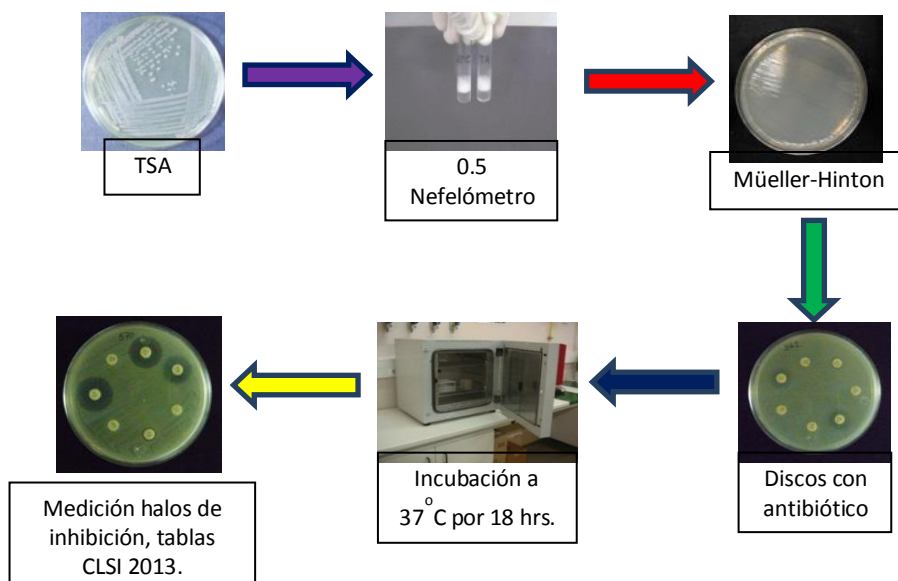 TSA
0.5
Nefelómetro
Müeller-Hinton
Discos con
antibiótico
Incubación a
37°C por 18 hrs.
Medición halos de
inhibición, tablas
CLSI 2013.